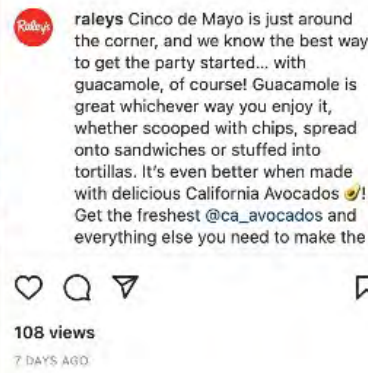 Raley's
raleys Cinco de Mayo is just around
the corner, and we know the best way
to get the party started... with
guacamole, of course! Guacamole is
great whichever way you enjoy it,
whether scooped with chips, spread
onto sandwiches or stuffed into
tortillas. It's even better when made
with delicious California Avocados 🥑!
Get the freshest @ca_avocados and
everything else you need to make the
108 views
7 DAYS AGO